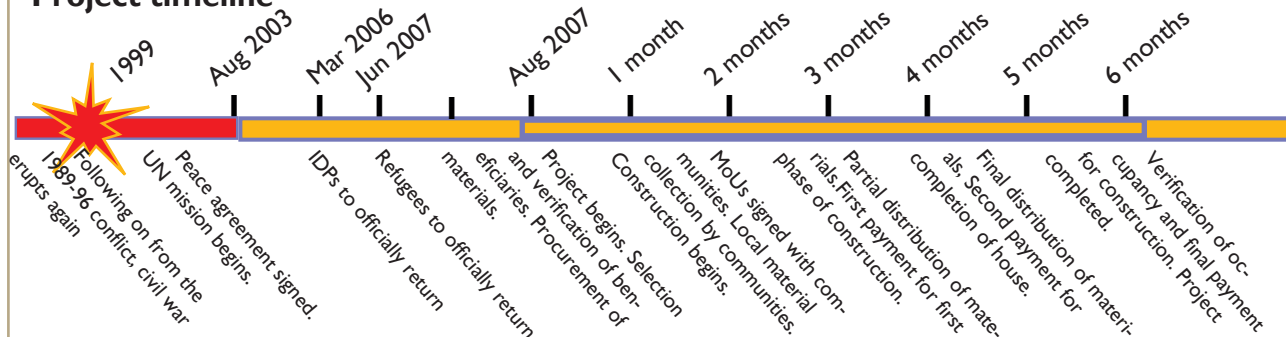 Project timeline
1999
Aug 2003
Mar 2006
Jun 2007
Aug 2007
1 month
2 months
3 months
4 months
5 months
6 months
Following on from the
1989-96 conflict, civil war
erupts again
Peace agreement signed.
UN mission begins.
IDPs to officially return
Refugees to officially return
Project begins. Selection
and verification of ben-
eficiaries. Procurement of
materials.
MoUs signed with com-
munities. Local material
collection by communities.
Construction begins.
Partial distribution of mate-
rials.First payment for first
phase of construction.
Final distribution of materi-
als, Second payment for
completion of house.
Verification of oc-
cupancy and final payment
for construction. Project
completed.